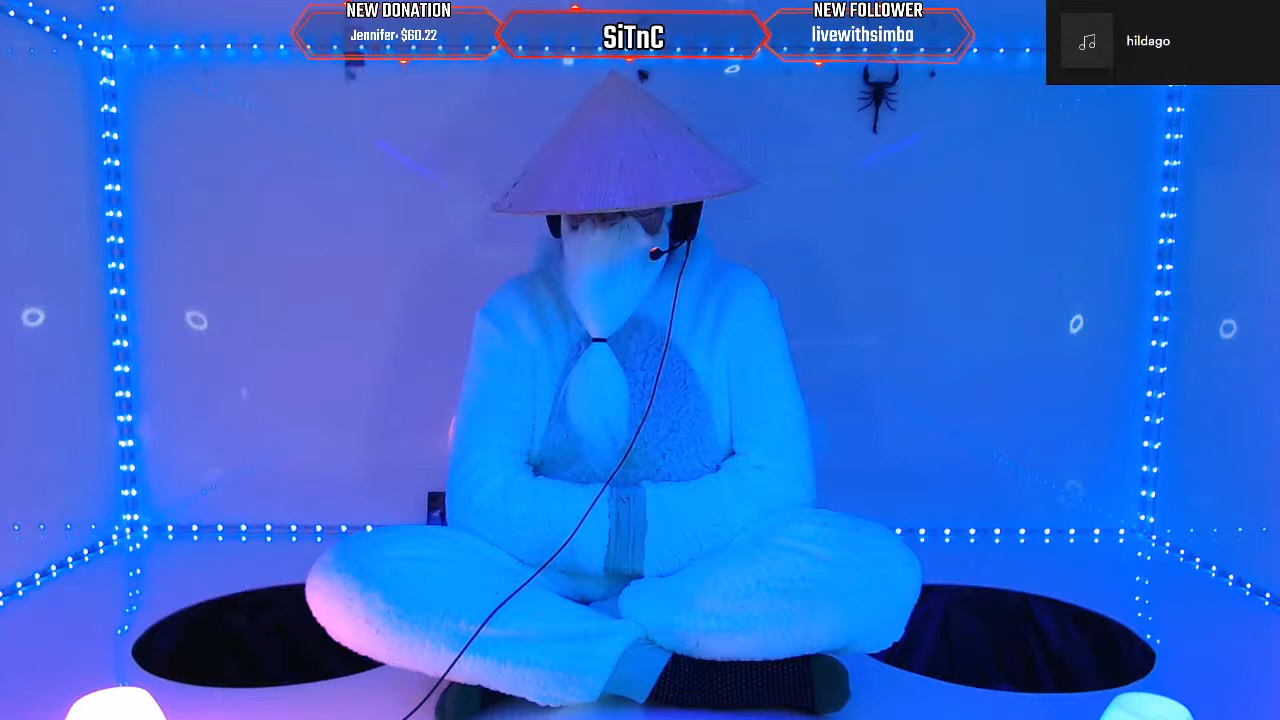 NEW DONATION
Jennifer: $60.22
SiTnC
NEW FOLLOWER
livewithsimba
hildago